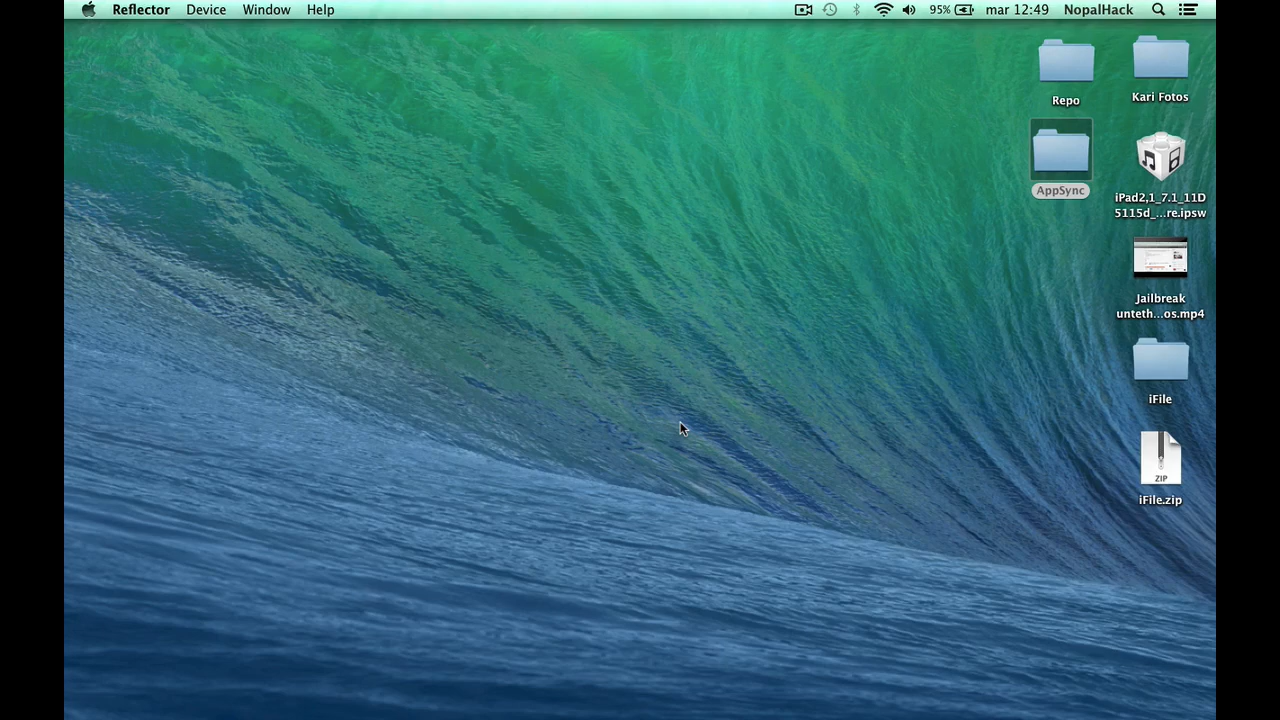 Reflector Device Window Help 95% mar 12:49 NopalHack
Repo
Kari Fotos
AppSync
iPad2,1_7.1_11D
5115d_...re.ipsw
Jailbreak
unteth...os.mp4
iFile
ZIP
iFile.zip